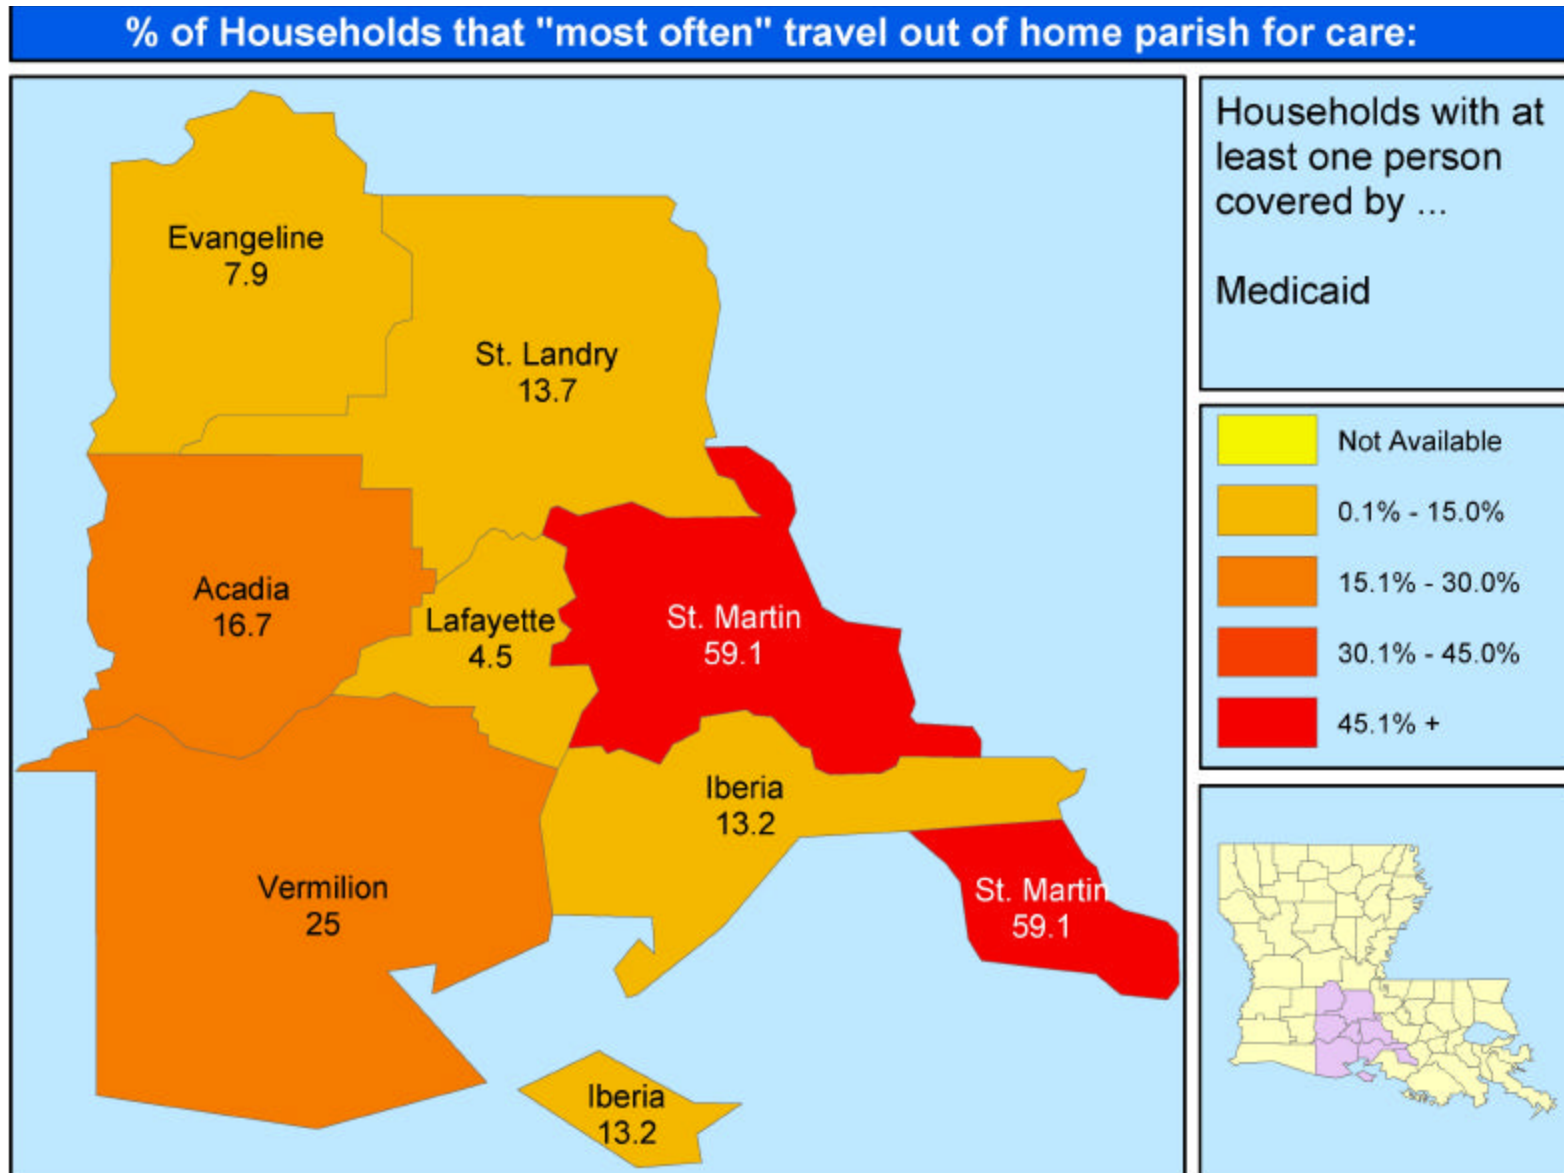 % of Households that "most often" travel out of home parish for care:
Households with at
least one person
covered by ...
Medicaid
Evangeline
7.9
St. Landry
13.7
Acadia
16.7
Lafayette
4.5
St. Martin
59.1
Iberia
13.2
Vermilion
25
St. Martin
59.1
Iberia
13.2
Not Available
0.1% - 15.0%
15.1% - 30.0%
30.1% - 45.0%
45.1% +